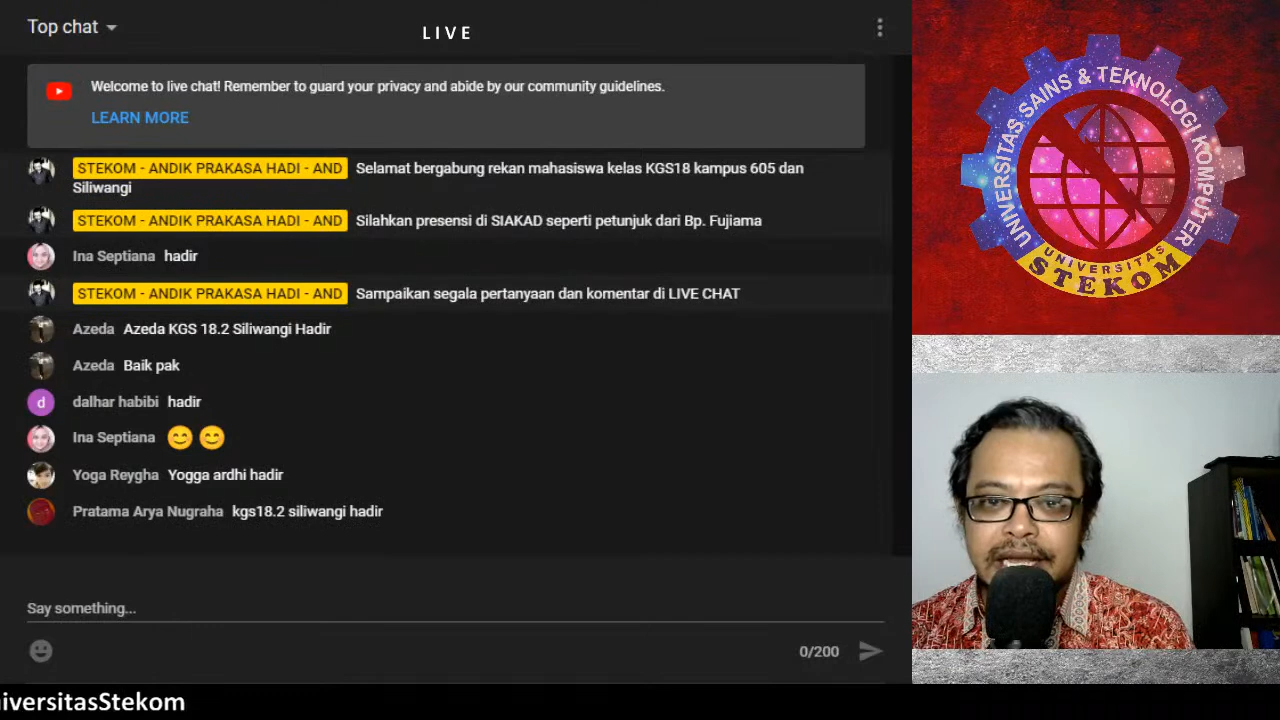 Top chat
LIVE
Welcome to live chat! Remember to guard your privacy and abide by our community guidelines.
LEARN MORE
STEKOM - ANDIK PRAKASA HADI - AND Selamat bergabung rekan mahasiswa kelas KGS18 kampus 605 dan
Siliwangi
STEKOM - ANDIK PRAKASA HADI - AND Silahkan presensi di SIAKAD seperti petunjuk dari Bp. Fujiama
Ina Septiana hadir
STEKOM - ANDIK PRAKASA HADI - AND Sampaikan segala pertanyaan dan komentar di LIVE CHAT
Azeda Azeda KGS 18.2 Siliwangi Hadir
Azeda Baik pak
d dalhar habibi hadir
Ina Septiana 😊 😊
Yoga Reygha Yogga ardhi hadir
Pratama Arya Nugraha kgs18.2 siliwangi hadir
Say something...
0/200
UNIVERSITAS SAINS & TEKNOLOGI KOMPUTER
UNIVERSITAS
STEKOM
niversitasStekom